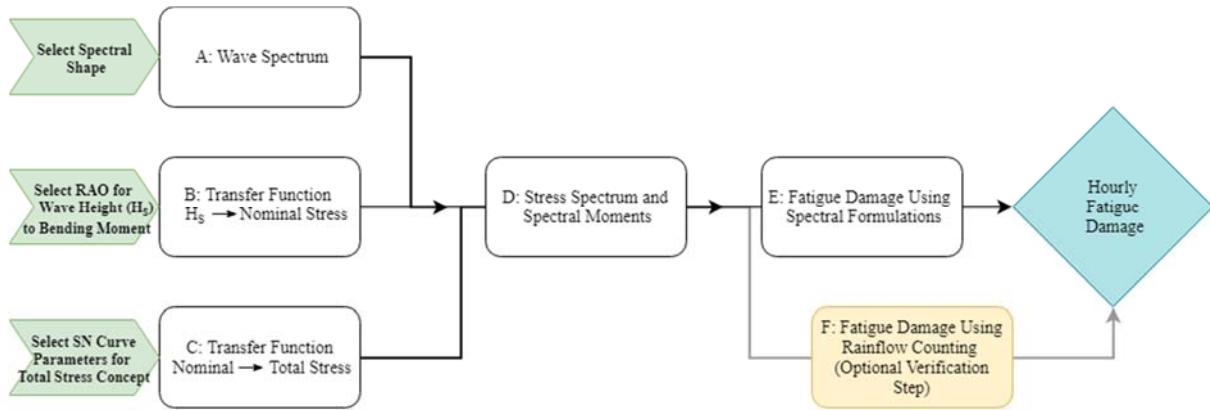 Select Spectral
Shape
A: Wave Spectrum
Select RAO for
Wave Height (HS)
to Bending Moment
B: Transfer Function
HS → Nominal Stress
Select SN Curve
Parameters for
Total Stress Concept
C: Transfer Function
Nominal → Total Stress
D: Stress Spectrum and
Spectral Moments
E: Fatigue Damage Using
Spectral Formulations
F: Fatigue Damage Using
Rainflow Counting
(Optional Verification
Step)
Hourly
Fatigue
Damage